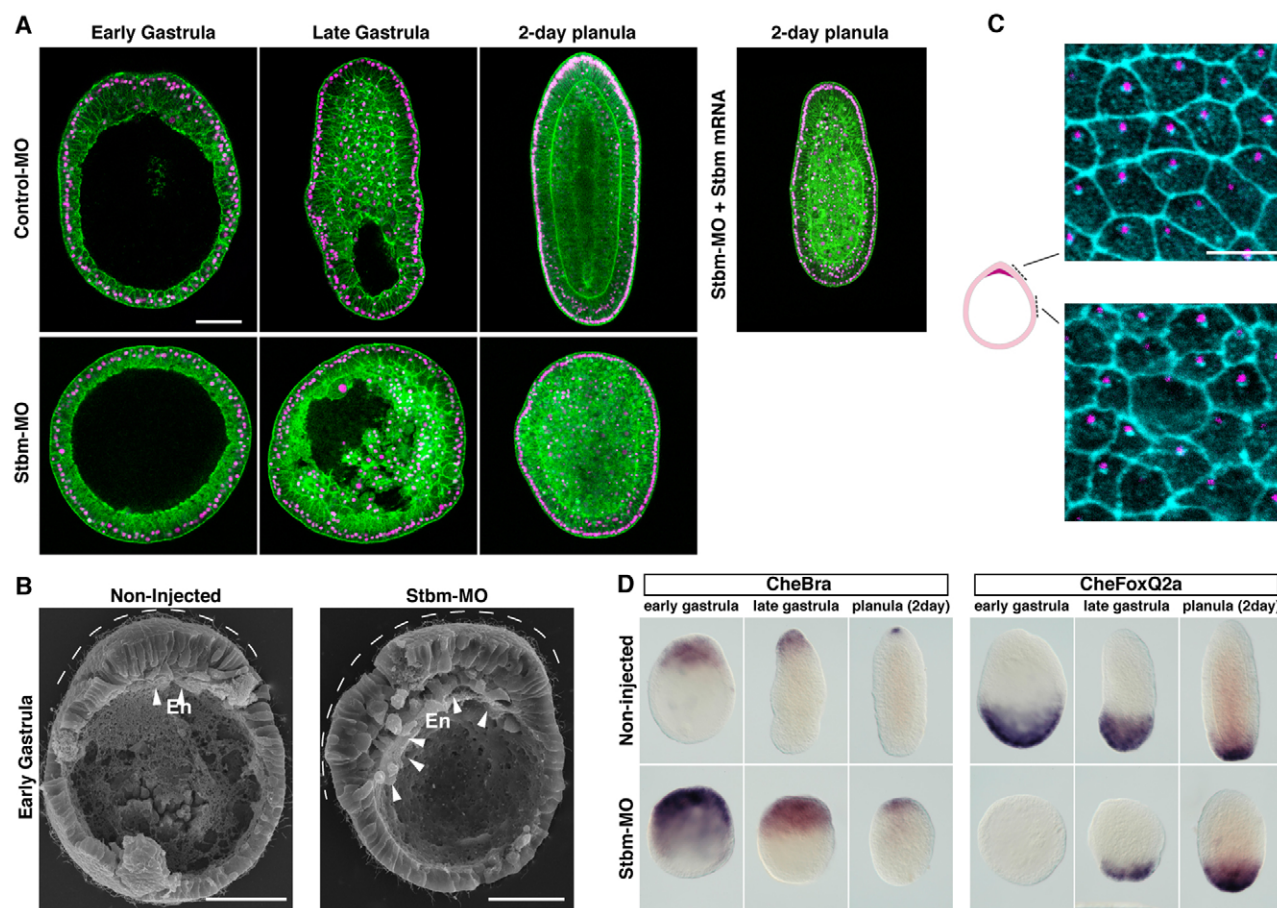 A
Early Gastrula
Late Gastrula
2-day planula
2-day planula
Control-MO
Stbm-MO + Stbm mRNA
Stbm-MO
C
B
Non-Injected
Stbm-MO
Early Gastrula
En
En
D
CheBra
CheFoxQ2a
early gastrula
late gastrula
planula (2day)
early gastrula
late gastrula
planula (2day)
Non-injected
Stbm-MO